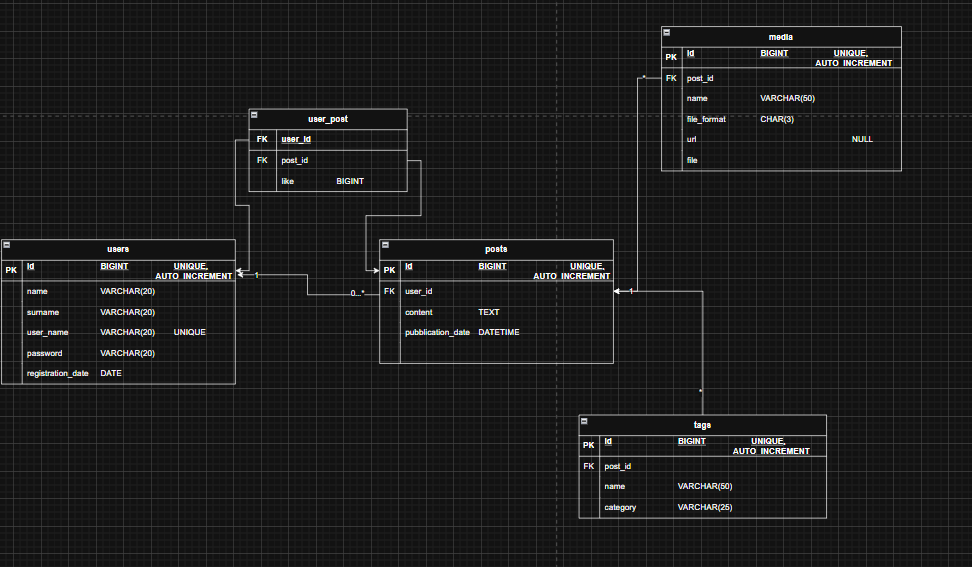 media
PK Id BIGINT UNIQUE,
AUTO_INCREMENT
FK post_id
name VARCHAR(50)
file_format CHAR(3)
url NULL
file
*
user_post
FK user_id
FK post_id
like BIGINT
users
PK Id BIGINT UNIQUE,
AUTO_INCREMENT
name VARCHAR(20)
surname VARCHAR(20)
user_name VARCHAR(20) UNIQUE
password VARCHAR(20)
registration_date DATE
1
0...*
posts
PK Id BIGINT UNIQUE,
AUTO_INCREMENT
FK user_id
content TEXT
pubblication_date DATETIME
1
*
tags
PK Id BIGINT UNIQUE,
AUTO_INCREMENT
FK post_id
name VARCHAR(50)
category VARCHAR(25)